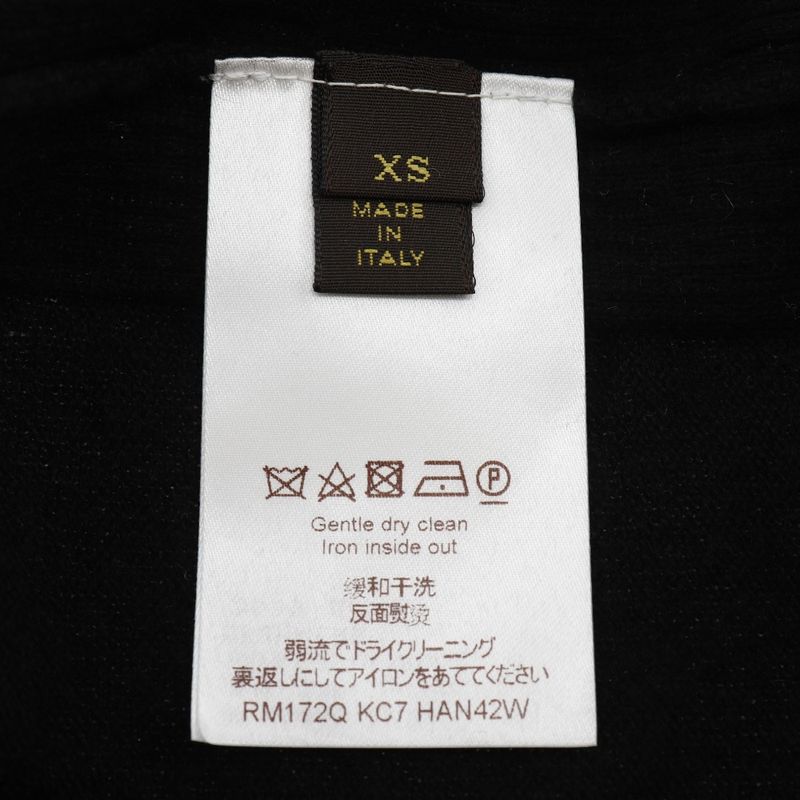 XS
MADE
IN
ITALY
P
Gentle dry clean
Iron inside out
缓和干洗
反面熨烫
弱流でドライクリーニング
裏返しにしてアイロンをあててください
RM172Q KC7 HAN42W